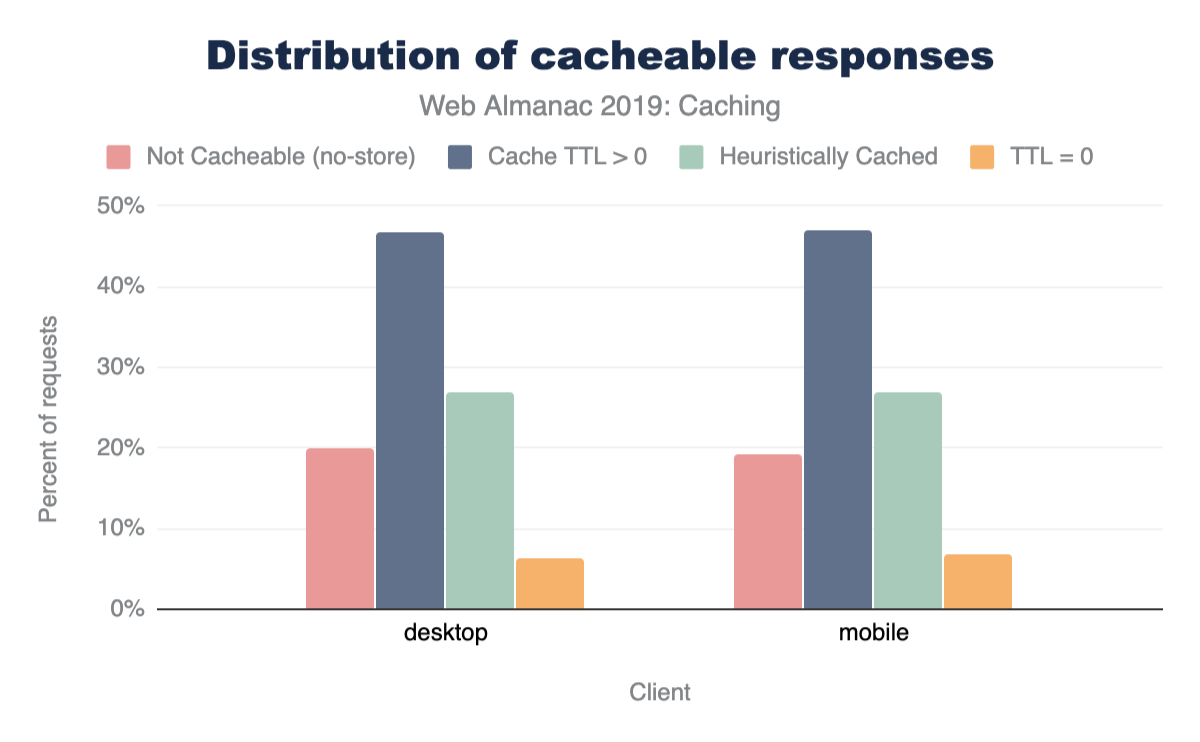 Distribution of cacheable responses
Web Almanac 2019: Caching
Not Cacheable (no-store) Cache TTL > 0 Heuristically Cached TTL = 0
50%
40%
30%
20%
10%
0%
Percent of requests
desktop mobile
Client